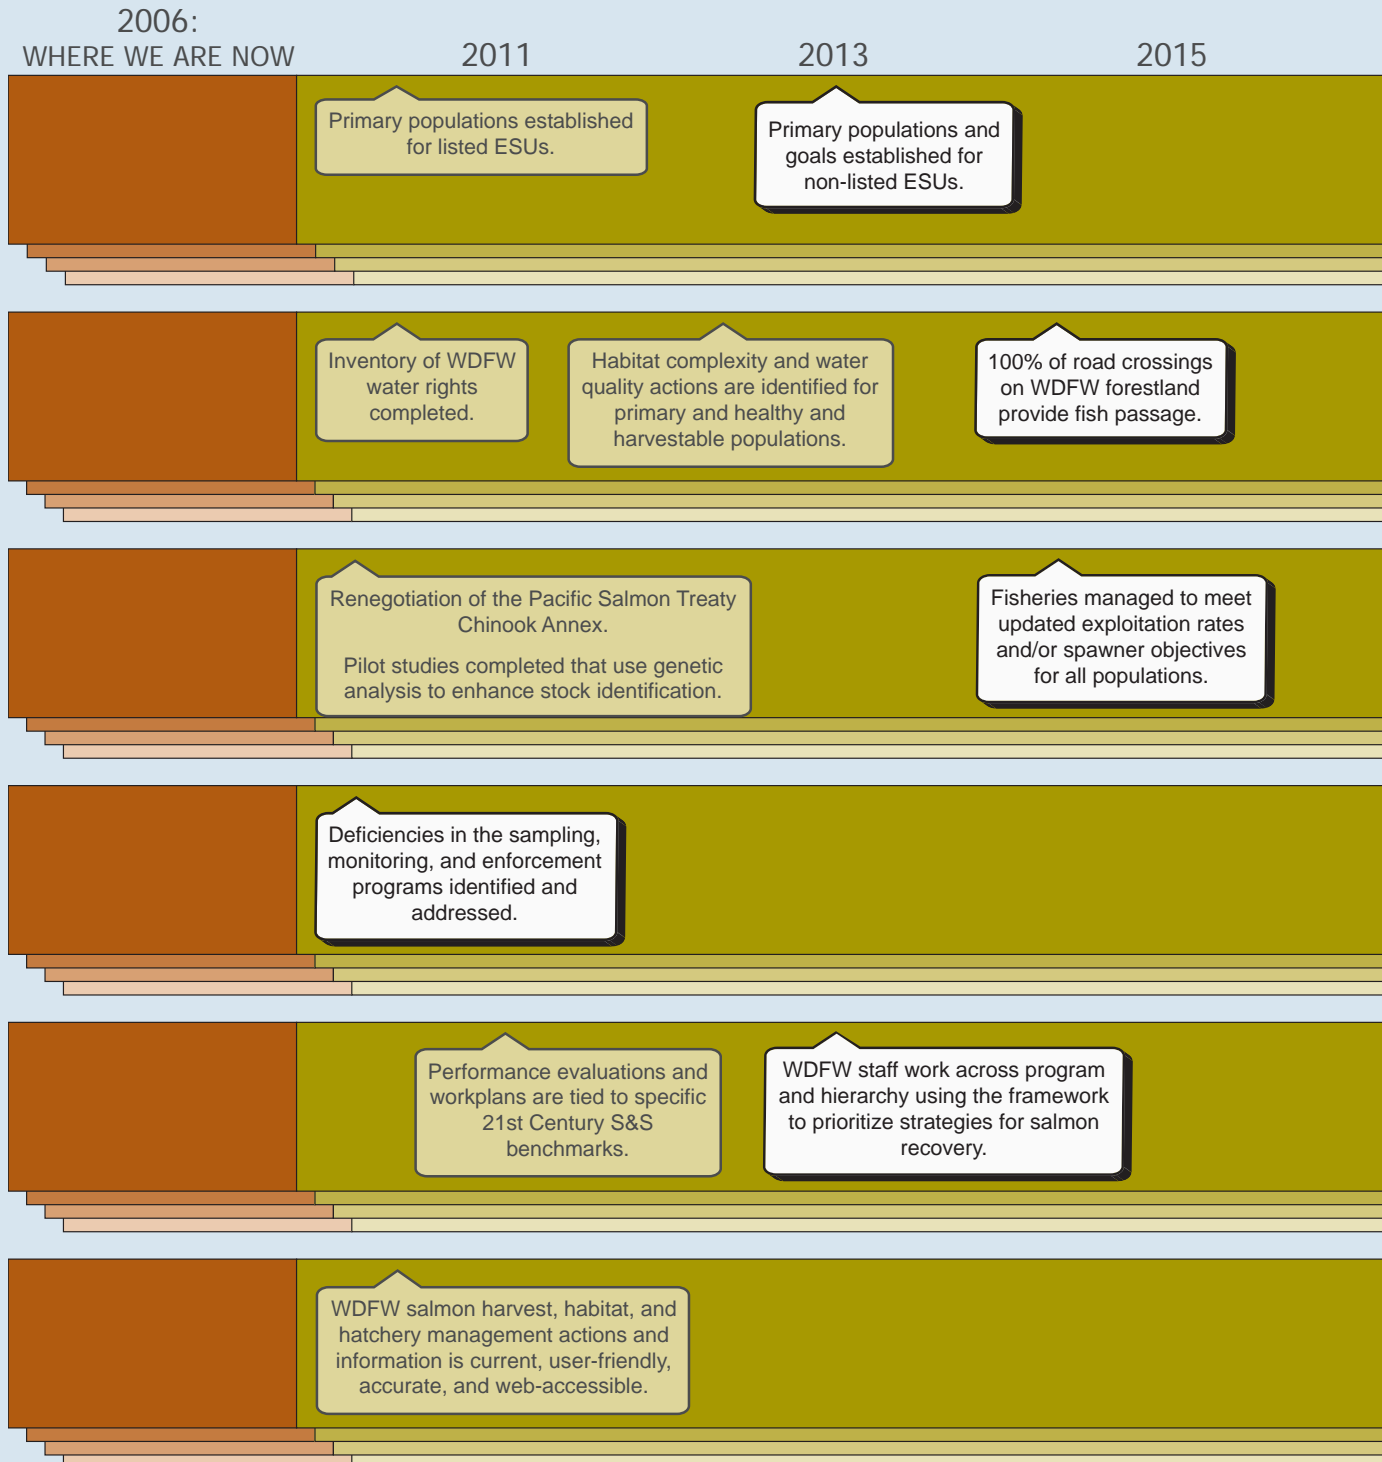 2006:
WHERE WE ARE NOW
2011
2013
2015
Primary populations established
for listed ESUs.
Primary populations and
goals established for
non-listed ESUs.
Inventory of WDFW
water rights
completed.
Habitat complexity and water
quality actions are identified for
primary and healthy and
harvestable populations.
100% of road crossings
on WDFW forestland
provide fish passage.
Renegotiation of the Pacific Salmon Treaty
Chinook Annex.
Pilot studies completed that use genetic
analysis to enhance stock identification.
Fisheries managed to meet
updated exploitation rates
and/or spawner objectives
for all populations.
Deficiencies in the sampling,
monitoring, and enforcement
programs identified and
addressed.
Performance evaluations and
workplans are tied to specific
21st Century S&S
benchmarks.
WDFW staff work across program
and hierarchy using the framework
to prioritize strategies for salmon
recovery.
WDFW salmon harvest, habitat, and
hatchery management actions and
information is current, user-friendly,
accurate, and web-accessible.